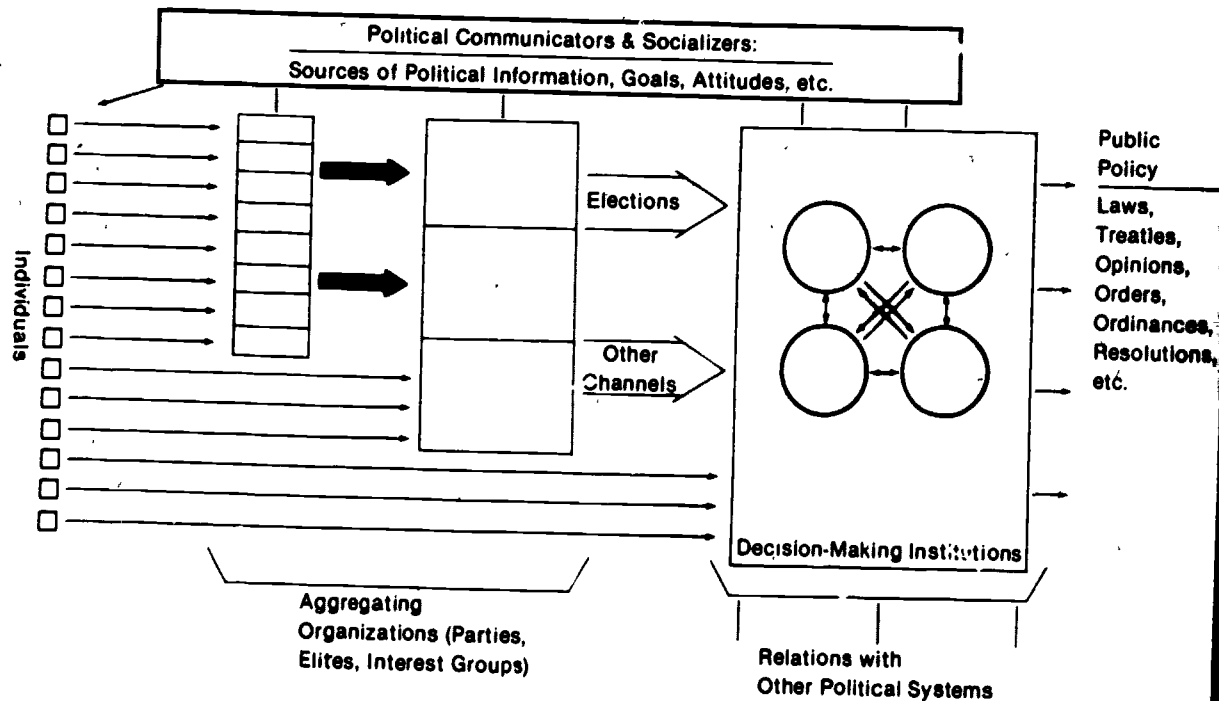 Political Communicators & Socializers:
Sources of Political Information, Goals, Attitudes, etc.
Individuals
Elections
Other
Channels
Decision-Making Institutions
Public
Policy
Laws,
Treaties,
Opinions,
Orders,
Ordinances,
Resolutions,
etc.
Aggregating
Organizations (Parties,
Elites, Interest Groups)
Relations with
Other Political Systems